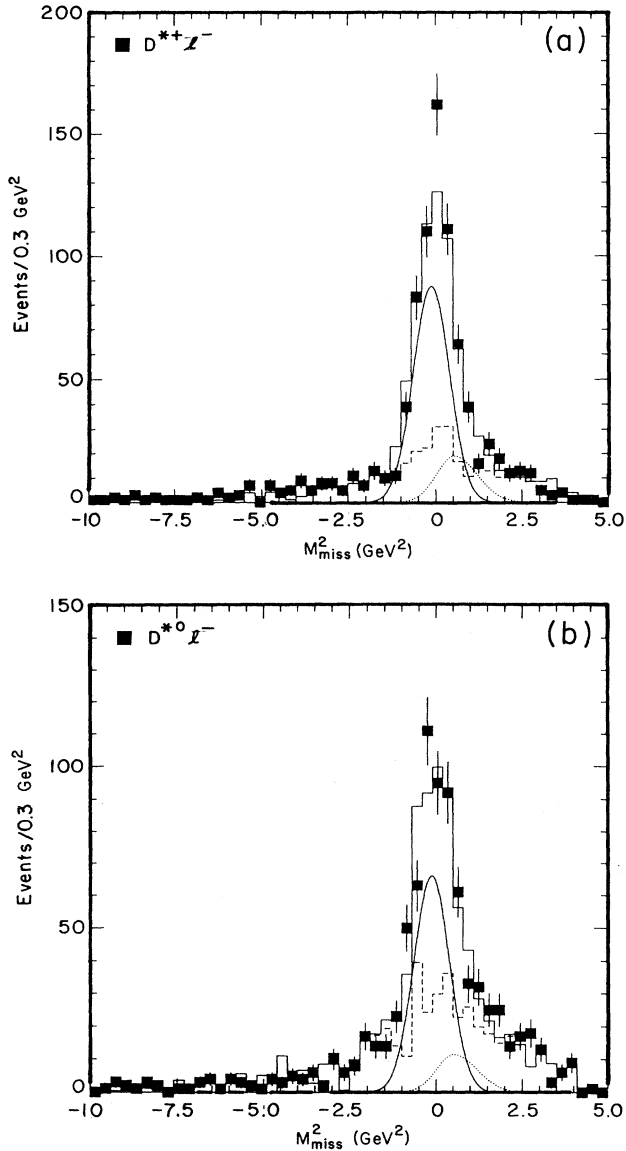 200
150
100
50
0
Events/0.3 GeV²
■ D*+ ℓ⁻
(a)
-10 -7.5 -5.0 -2.5 0 2.5 5.0
M²miss (GeV²)
150
100
50
0
Events/0.3 GeV²
■ D*o ℓ⁻
(b)
-10 -7.5 -5.0 -2.5 0 2.5 5.0
M²miss (GeV²)